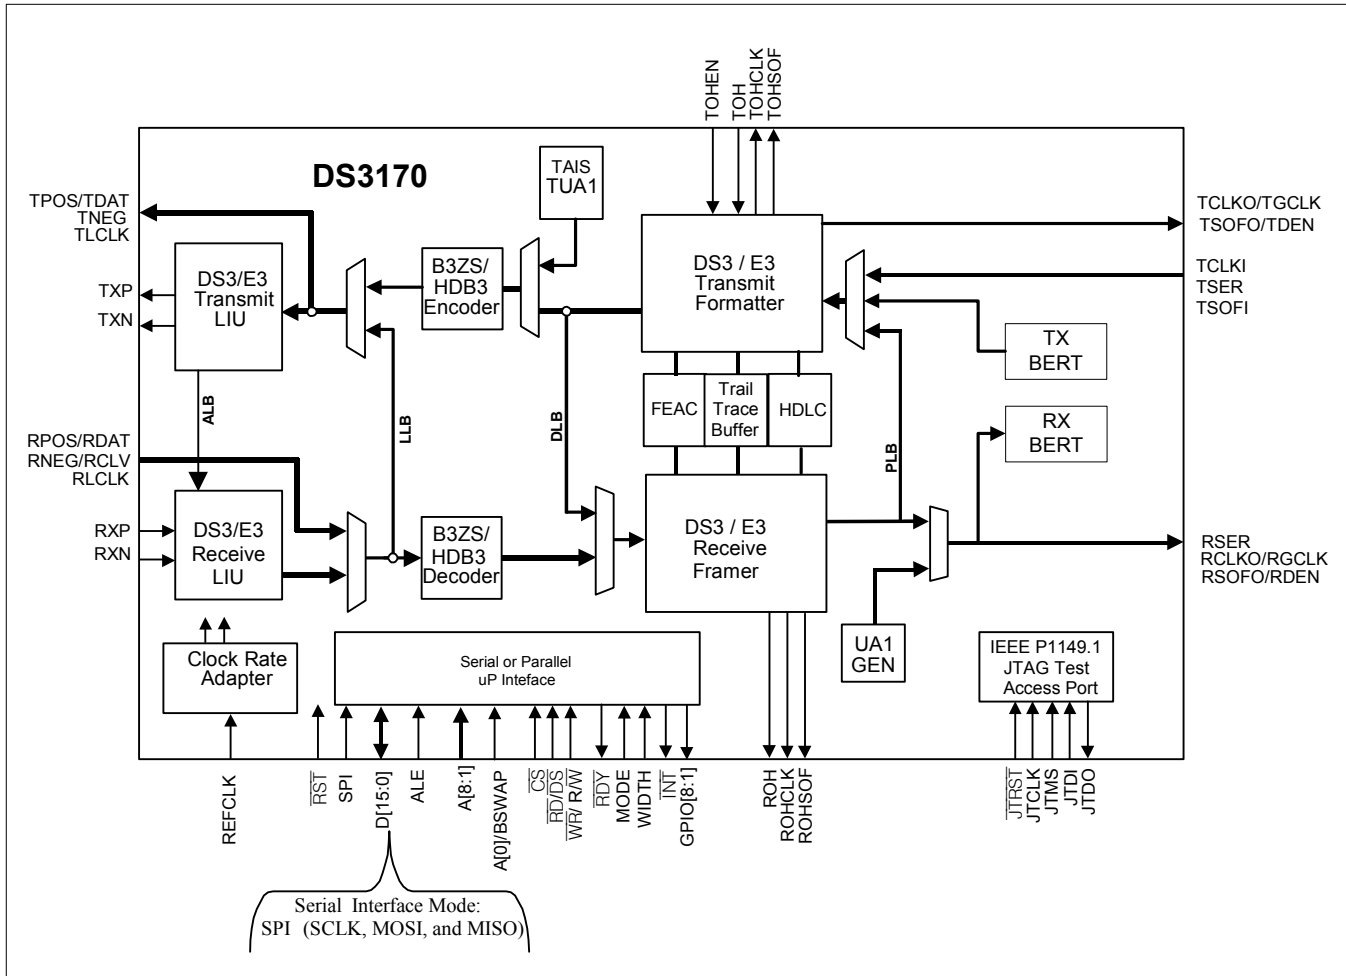 TOHEN
TOH
TOHCLK
TOHSOF
DS3170
TAIS
TUA1
TPOS/TDAT
TNEG
TLCLK
TCLKO/TGCLK
TSOFO/TDEN
DS3/E3
Transmit
LIU
B3ZS/
HDB3
Encoder
DS3 / E3
Transmit
Formatter
TCLKI
TSER
TSOFI
TXP
TXN
TX
BERT
ALB
LLB
DLB
FEAC
Trail
Trace
Buffer
HDLC
PLB
RX
BERT
RPOS/RDAT
RNEG/RCLV
RLCLK
RXP
RXN
DS3/E3
Receive
LIU
B3ZS/
HDB3
Decoder
DS3 / E3
Receive
Framer
RSER
RCLKO/RGCLK
RSOFO/RDEN
Clock Rate
Adapter
Serial or Parallel
uP Inteface
UA1
GEN
IEEE P1149.1
JTAG Test
Access Port
REFCLK
RST
SPI
D[15:0]
ALE
A[8:1]
A[0]/BSWAP
CS
RD/DS
WR/ R/W
RDY
MODE
WIDTH
INT
GPIO[8:1]
ROH
ROHCLK
ROHSOF
JTRST
JTCLK
JTMS
JTDI
JTDO
Serial Interface Mode:
SPI (SCLK, MOSI, and MISO)